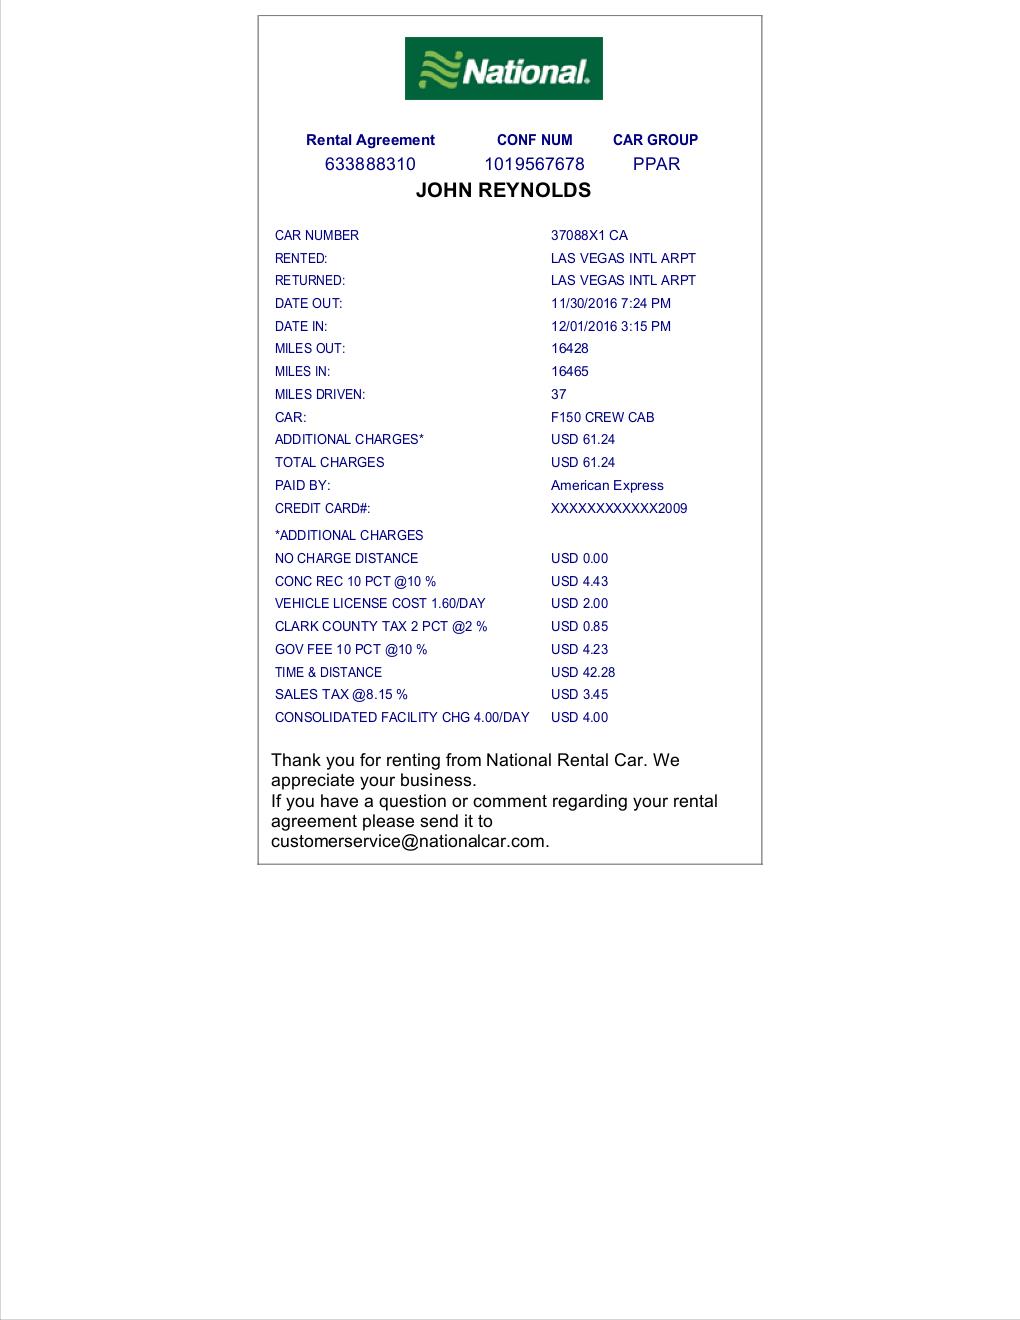 National.
Rental Agreement CONF NUM CAR GROUP
633888310 1019567678 PPAR
JOHN REYNOLDS
CAR NUMBER 37088X1 CA
RENTED: LAS VEGAS INTL ARPT
RETURNED: LAS VEGAS INTL ARPT
DATE OUT: 11/30/2016 7:24 PM
DATE IN: 12/01/2016 3:15 PM
MILES OUT: 16428
MILES IN: 16465
MILES DRIVEN: 37
CAR: F150 CREW CAB
ADDITIONAL CHARGES* USD 61.24
TOTAL CHARGES USD 61.24
PAID BY: American Express
CREDIT CARD#: XXXXXXXXXXXX2009
*ADDITIONAL CHARGES
NO CHARGE DISTANCE USD 0.00
CONC REC 10 PCT @10 % USD 4.43
VEHICLE LICENSE COST 1.60/DAY USD 2.00
CLARK COUNTY TAX 2 PCT @2 % USD 0.85
GOV FEE 10 PCT @10 % USD 4.23
TIME & DISTANCE USD 42.28
SALES TAX @8.15 % USD 3.45
CONSOLIDATED FACILITY CHG 4.00/DAY USD 4.00
Thank you for renting from National Rental Car. We
appreciate your business.
If you have a question or comment regarding your rental
agreement please send it to
customerservice@nationalcar.com.